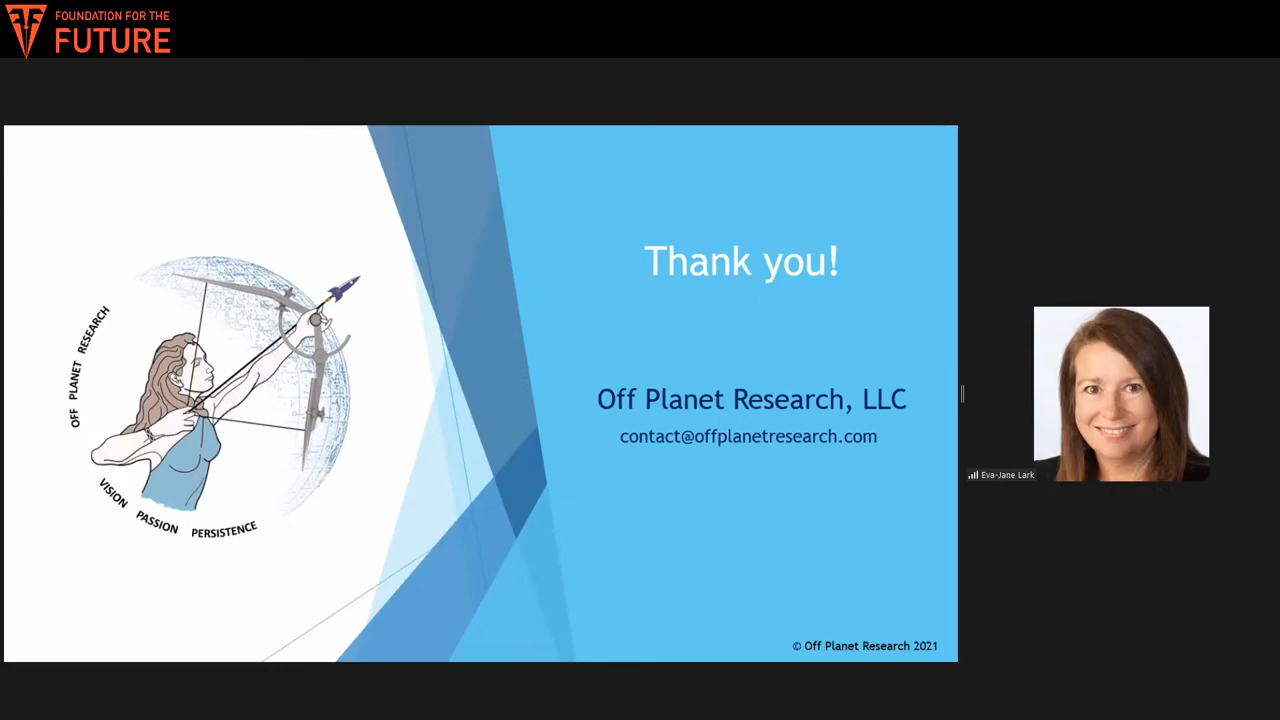 FOUNDATION FOR THE
FUTURE
OFF PLANET RESEARCH
VISION PASSION PERSISTENCE
Thank you!
Off Planet Research, LLC
contact@offplanetresearch.com
© Off Planet Research 2021
Eva-Jane Lark